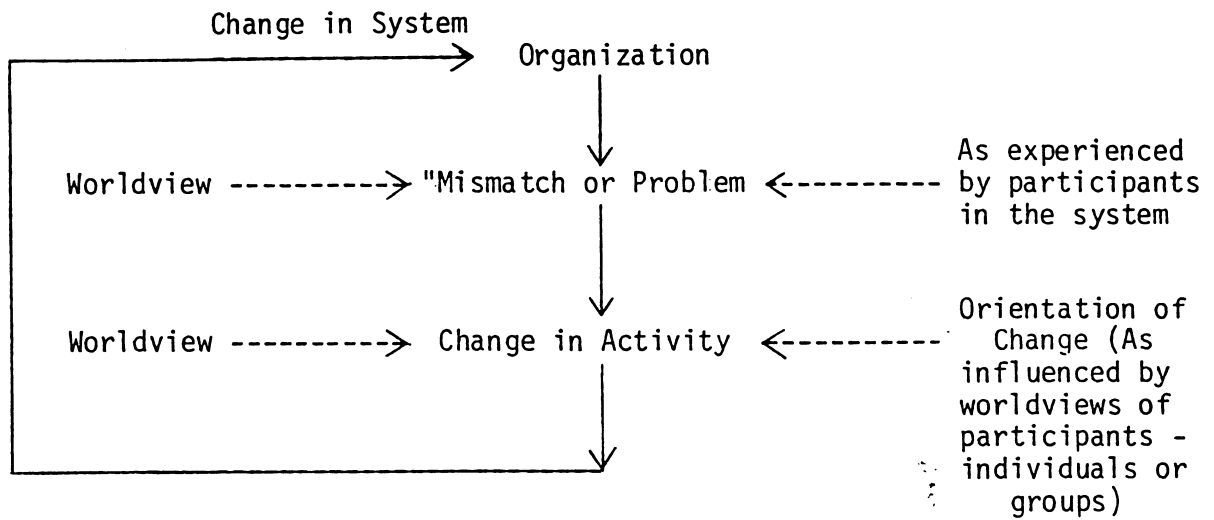 Change in System
Organization
Worldview
"Mismatch or Problem
As experienced
by participants
in the system
Worldview
Change in Activity
Orientation of
Change (As
influenced by
worldviews of
participants -
individuals or
groups)